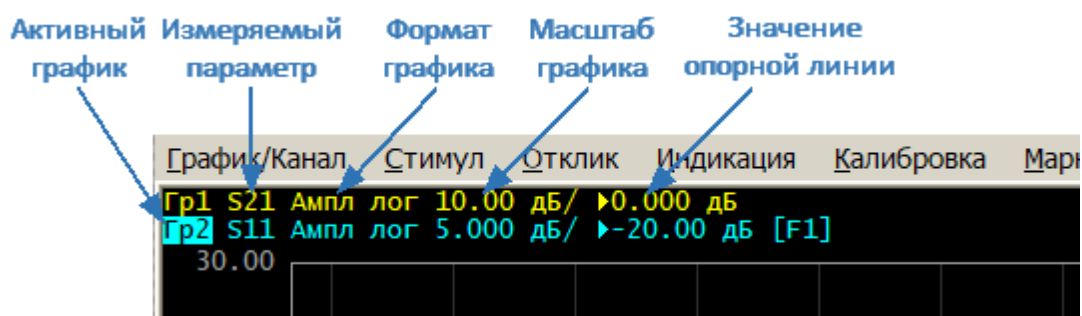 Активный Измеряемый Формат Масштаб Значение
график параметр графика графика опорной линии
График/Канал Стимул Отклик Индикация Калибровка Марк
Гр1 S21 Ампл лог 10.00 дБ/ ▶0.000 дБ
Гр2 S11 Ампл лог 5.000 дБ/ ▶-20.00 дБ [F1]
30.00